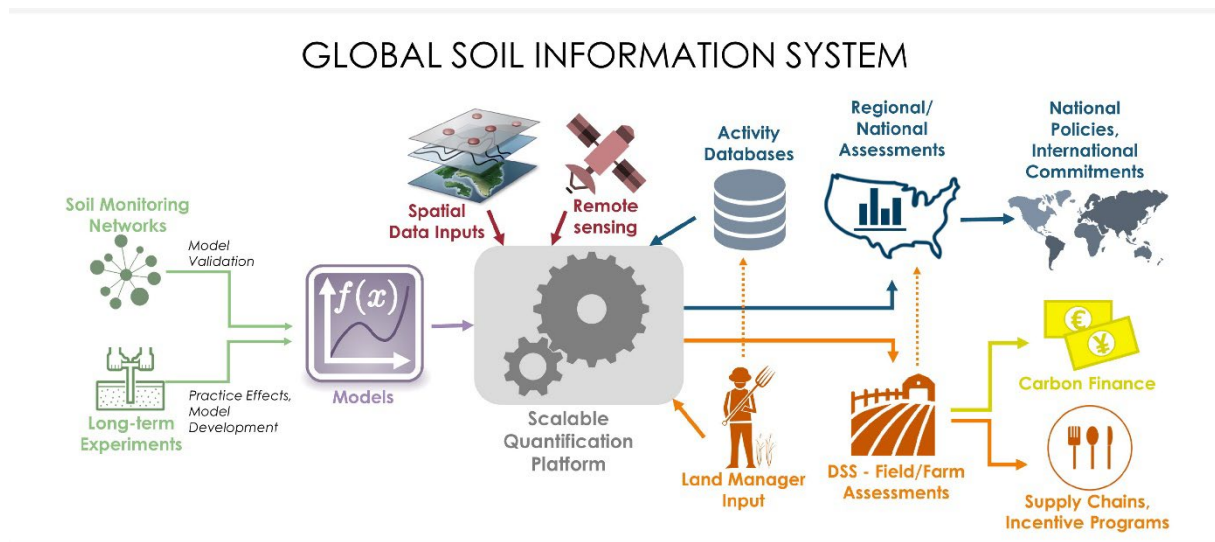 GLOBAL SOIL INFORMATION SYSTEM
Soil Monitoring
Networks
Model
Validation
Long-term
Experiments
Practice Effects,
Model
Development
f(x)
Models
Spatial
Data Inputs
Remote
sensing
Activity
Databases
Regional/
National
Assessments
National
Policies,
International
Commitments
Scalable
Quantification
Platform
Land Manager
Input
DSS - Field/Farm
Assessments
€
¥
Carbon Finance
Supply Chains,
Incentive Programs